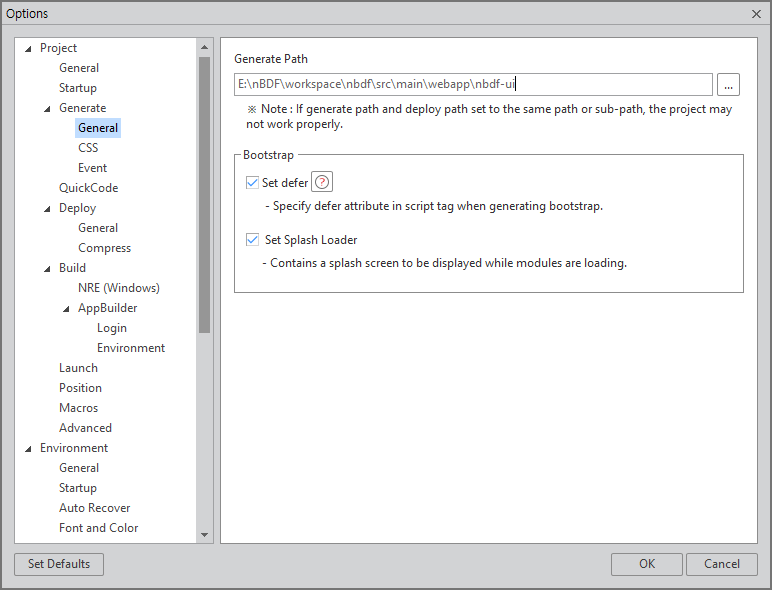 Options
Project
General
Startup
Generate
General
CSS
Event
QuickCode
Deploy
General
Compress
Build
NRE (Windows)
AppBuilder
Login
Environment
Launch
Position
Macros
Advanced
Environment
General
Startup
Auto Recover
Font and Color
Generate Path
E:\nBDF\workspace\nbdf\src\main\webapp\nbdf-ui
...
※ Note : If generate path and deploy path set to the same path or sub-path, the project may
not work properly.
Bootstrap
Set defer ?
- Specify defer attribute in script tag when generating bootstrap.
Set Splash Loader
- Contains a splash screen to be displayed while modules are loading.
Set Defaults
OK
Cancel